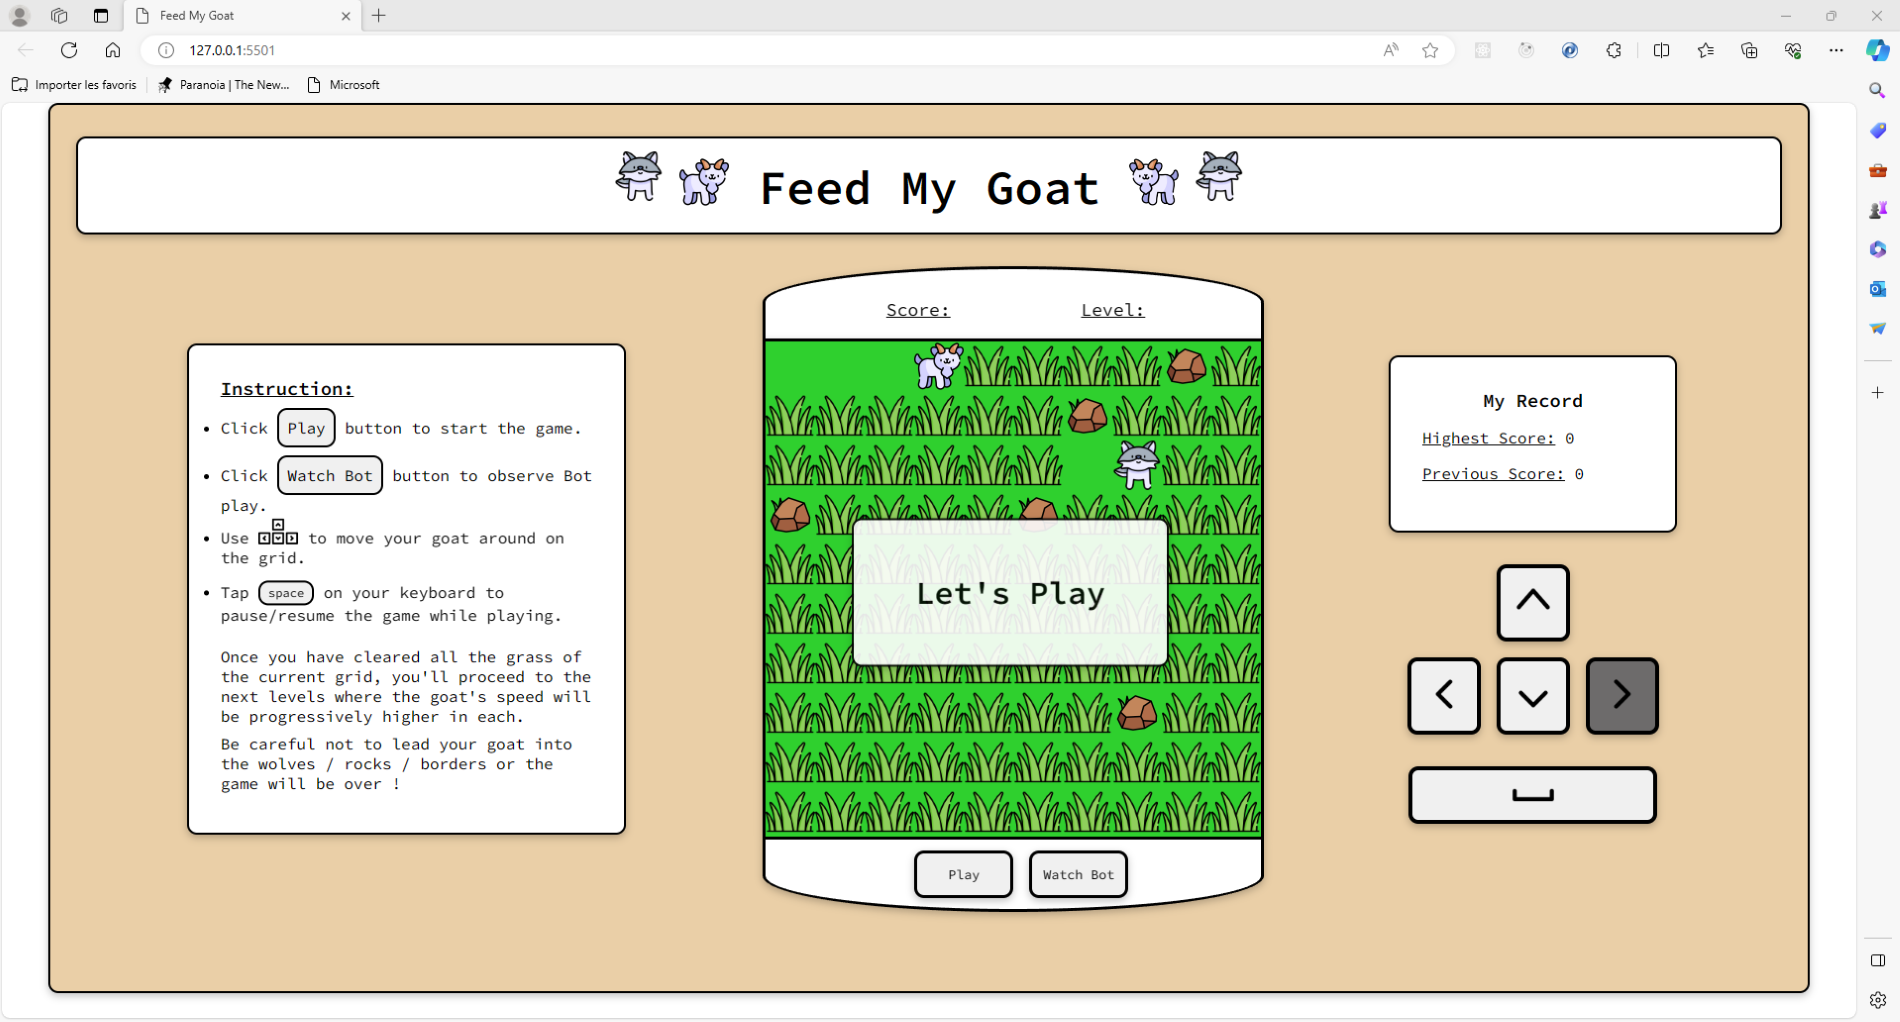 Feed My Goat
127.0.0.1:5501
Importer les favoris
Paranoia | The New...
Microsoft
Feed My Goat
Score:
Level:
Instruction:
Click Play button to start the game.
Click Watch Bot button to observe Bot
play.
Use to move your goat around on
the grid.
Tap space on your keyboard to
pause/resume the game while playing.
Once you have cleared all the grass of
the current grid, you'll proceed to the
next levels where the goat's speed will
be progressively higher in each.
Be careful not to lead your goat into
the wolves / rocks / borders or the
game will be over !
Let's Play
Play
Watch Bot
My Record
Highest Score: 0
Previous Score: 0